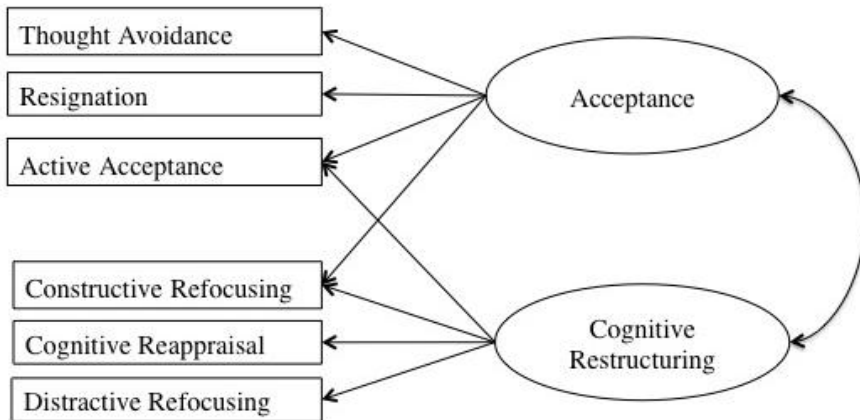 Thought Avoidance
Resignation
Active Acceptance
Constructive Refocusing
Cognitive Reappraisal
Distractive Refocusing
Acceptance
Cognitive
Restructuring